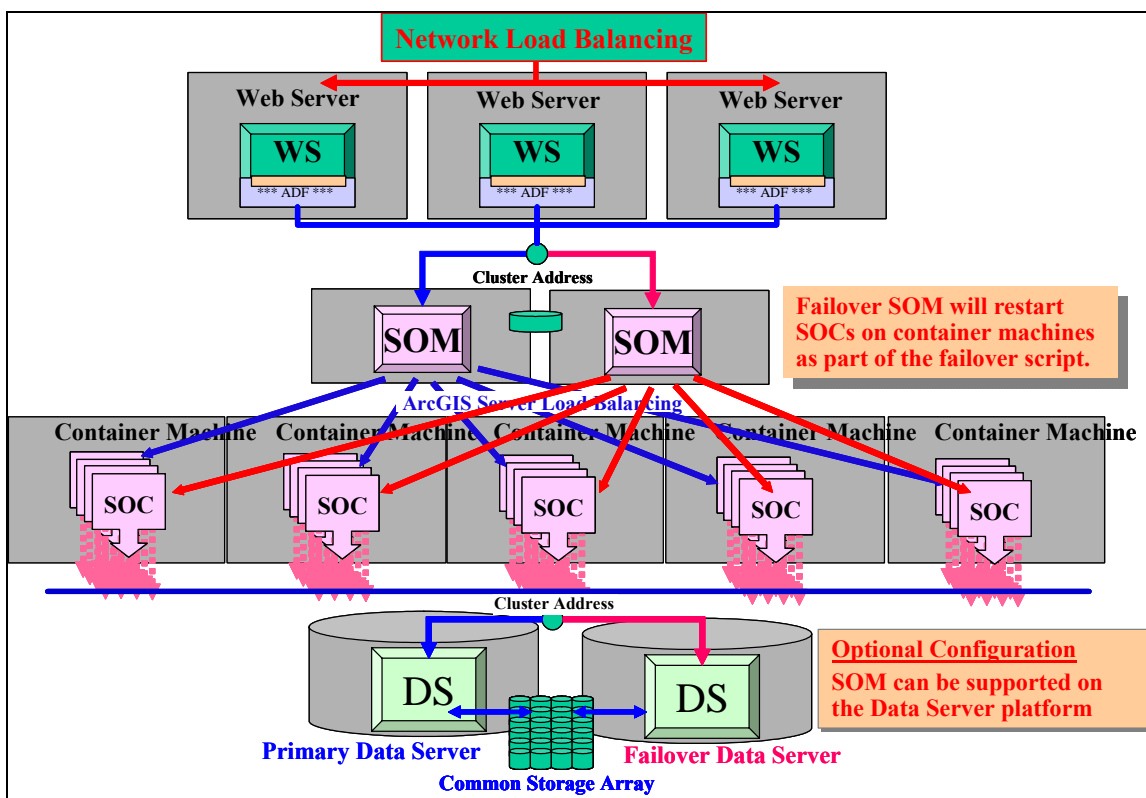 Network Load Balancing
Web Server
Web Server
Web Server
WS
WS
WS
*** ADF ***
*** ADF ***
*** ADF ***
Cluster Address
SOM
SOM
Failover SOM will restart
SOCs on container machines
as part of the failover script.
ArcGIS Server Load Balancing
Container Machine
Container Machine
Container Machine
Container Machine
Container Machine
SOC
SOC
SOC
SOC
SOC
Cluster Address
DS
DS
Optional Configuration
SOM can be supported on
the Data Server platform
Primary Data Server
Failover Data Server
Common Storage Array